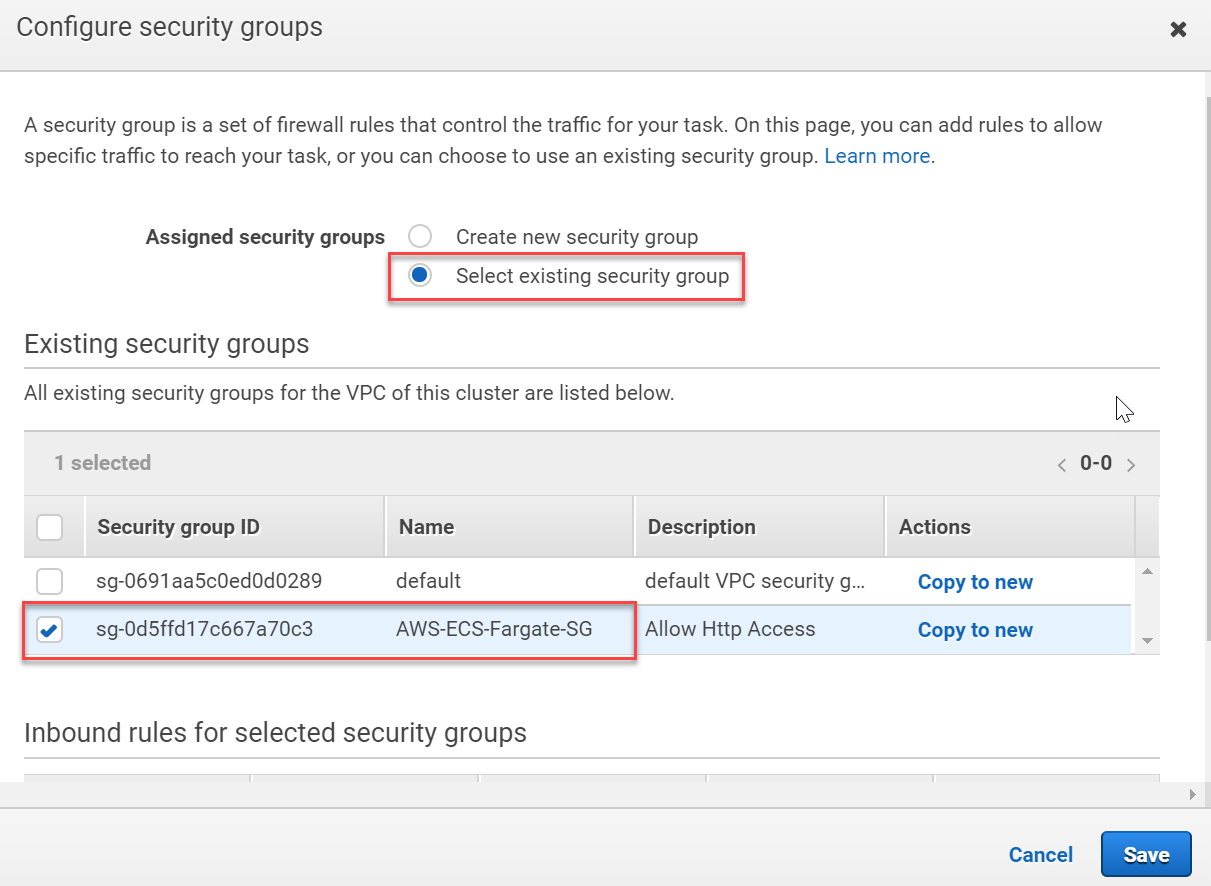 Configure security groups
A security group is a set of firewall rules that control the traffic for your task. On this page, you can add rules to allow
specific traffic to reach your task, or you can choose to use an existing security group. Learn more.
Assigned security groups Create new security group
Select existing security group
Existing security groups
All existing security groups for the VPC of this cluster are listed below.
1 selected 0-0
Security group ID Name Description Actions
sg-0691aa5c0ed0d0289 default default VPC security g... Copy to new
sg-0d5ffd17c667a70c3 AWS-ECS-Fargate-SG Allow Http Access Copy to new
Inbound rules for selected security groups
Cancel Save